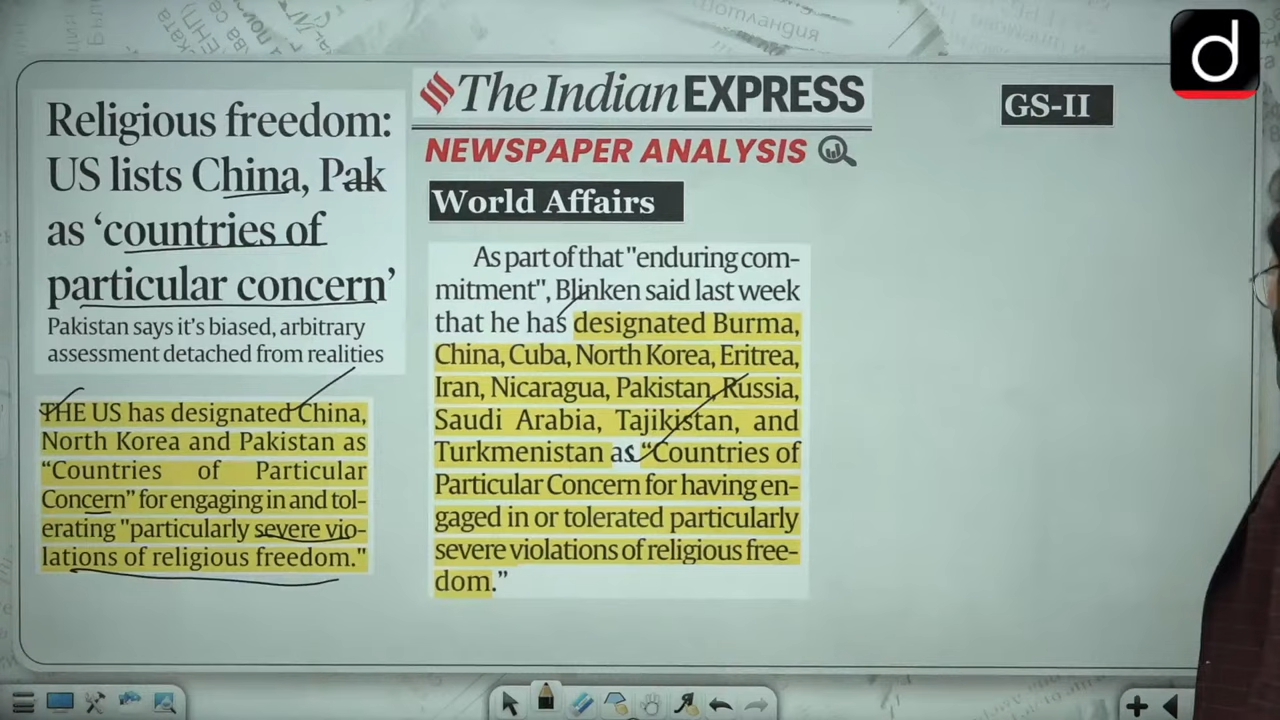 Religious freedom:
US lists China, Pak
as ‘countries of
particular concern’
Pakistan says it’s biased, arbitrary
assessment detached from realities
THE US has designated China,
North Korea and Pakistan as
“Countries of Particular
Concern” for engaging in and tol-
erating "particularly severe vio-
lations of religious freedom."
The Indian EXPRESS
NEWSPAPER ANALYSIS
World Affairs
As part of that "enduring com-
mitment", Blinken said last week
that he has designated Burma,
China, Cuba, North Korea, Eritrea,
Iran, Nicaragua, Pakistan, Russia,
Saudi Arabia, Tajikistan, and
Turkmenistan as “Countries of
Particular Concern for having en-
gaged in or tolerated particularly
severe violations of religious free-
dom.”
GS-II
d